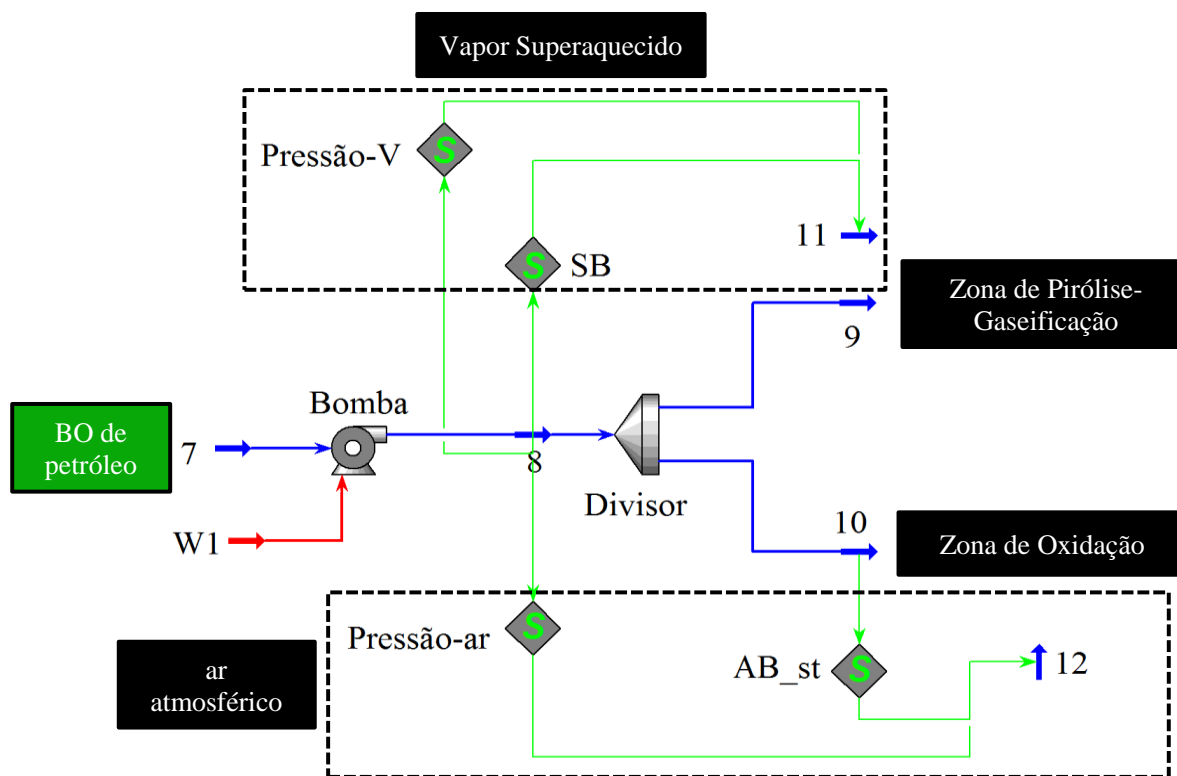 Vapor Superaquecido
Pressão-V
S
11
S
SB
Zona de Pirólise-
Gaseificação
9
Bomba
BO de
petróleo
7
8
Divisor
W1
10
Zona de Oxidação
Pressão-ar
S
AB_st
S
12
ar
atmosférico